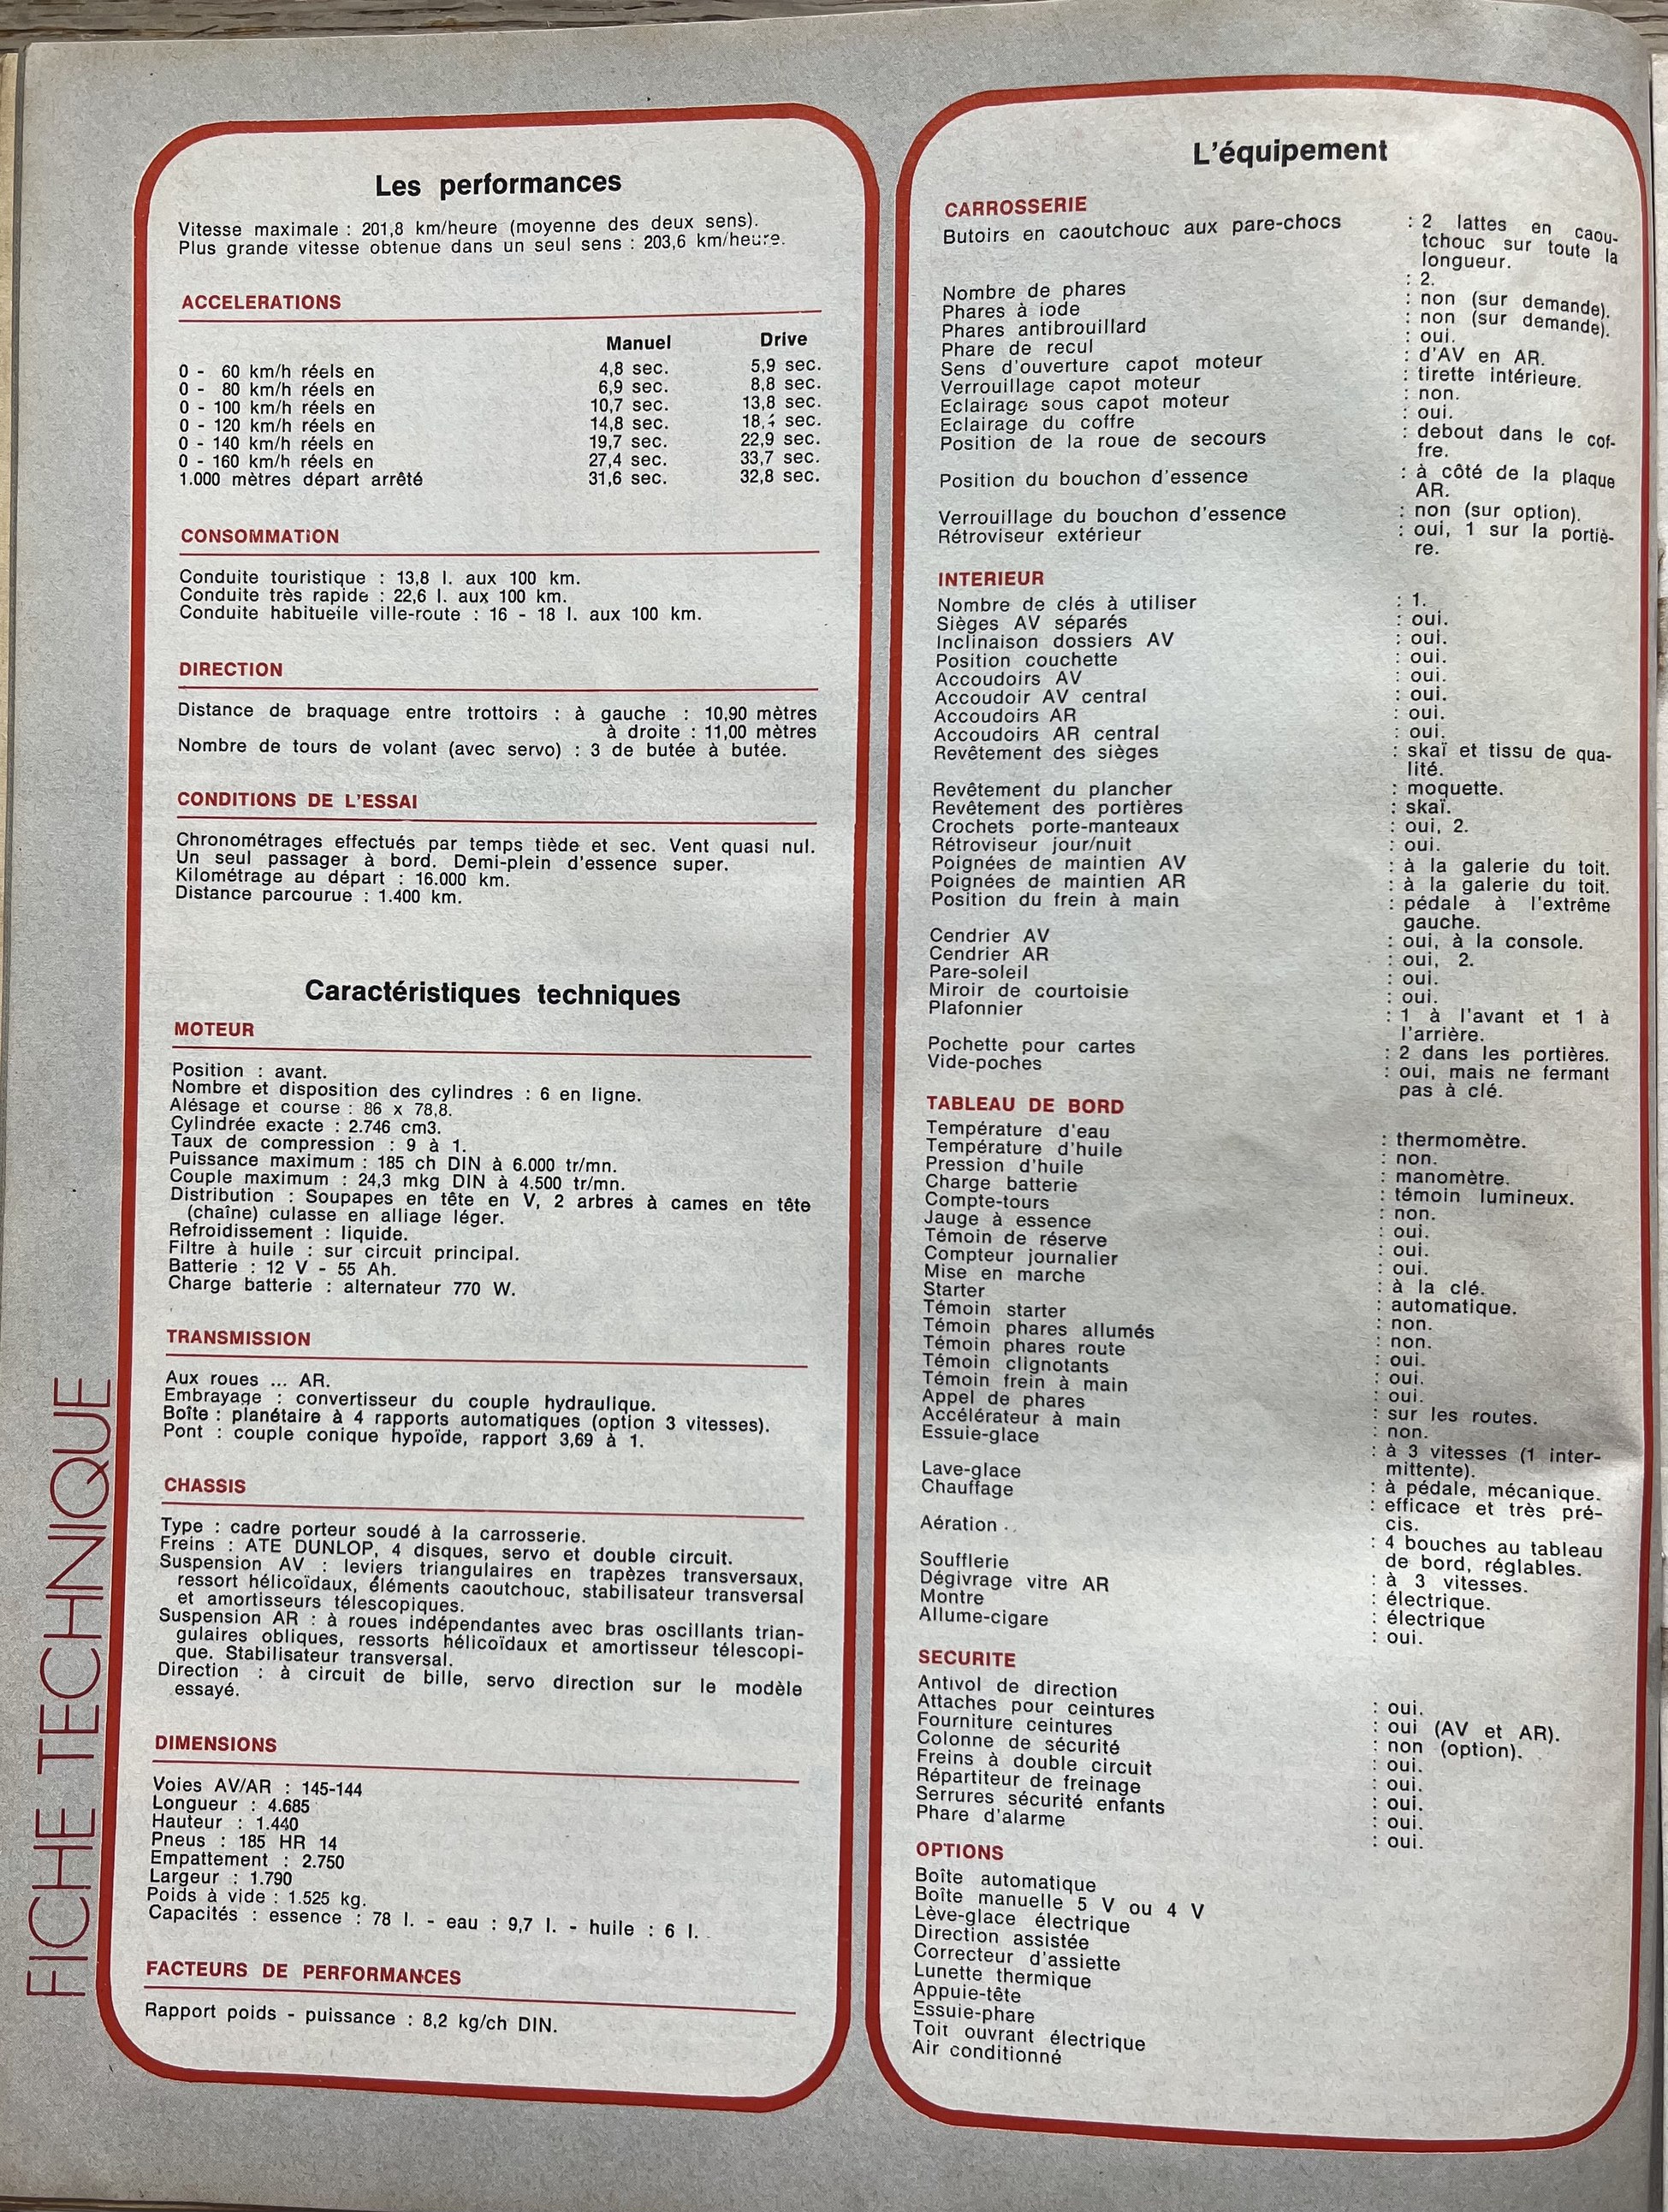 Les performances
Vitesse maximale : 201,8 km/heure (moyenne des deux sens).
Plus grande vitesse obtenue dans un seul sens : 203,6 km/heure.
ACCELERATIONS
Manuel Drive
0 - 60 km/h réels en 4,8 sec. 5,9 sec.
0 - 80 km/h réels en 6,9 sec. 8,8 sec.
0 - 100 km/h réels en 10,7 sec. 13,8 sec.
0 - 120 km/h réels en 14,8 sec. sec.
0 - 140 km/h réels en 19,7 sec. 22,9 sec.
0 - 160 km/h réels en 27,4 sec. 33,7 sec.
1.000 mètres départ arrêté 31,6 sec. 32,8 sec.
CONSOMMATiON
Conduite touristique : 13,8 l. aux 100 km.
Conduite très rapide : 22,6 l. aux 100 km.
Conduite habituelle ville-route : 16 - 18 l. aux 100 km.
DIRECTION
Distance de braquage entre trottoirs : à gauche : 10,90 mètres
à droite : 11,00 mètres
Nombre de tours de volant (avec servo) : 3 de butée à butée.
CONDITIONS DE L'ESSAI
Chronométrages effectués par temps tiède et sec. Vent quasi nul.
Un seul passager à bord. Demi-plein d'essence super.
Kilométrage au départ : 16.000 km.
Distance parcourue : 1.400 km.
Caractéristiques techniques
MOTEUR
Position : avant.
Nombre et disposition des cylindres : 6 en ligne.
Alésage et course : 86 x 78,8.
Cylindrée exacte : 2.746 cm3.
Taux de compression : 9 à 1.
Puissance maximum : 185 ch DIN à 6.000 tr/mn.
Couple maximum : 24,3 mkg DIN à 4.500 tr/mn.
Distribution : Soupapes en tête en V, 2 arbres à cames en tête
(chaîne) culasse en alliage léger.
Refroidissement : liquide.
Filtre à huile : sur circuit principal.
Batterie : 12 V - 55 Ah.
Charge batterie : alternateur 770 W.
TRANSMISSION
Aux roues ... AR.
Embrayage : convertisseur du couple hydraulique.
Boîte : planétaire à 4 rapports automatiques (option 3 vitesses).
Pont : couple conique hypoïde, rapport 3,69 à 1.
CHASSIS
Type : cadre porteur soudé à la carrosserie.
Freins : ATE DUNLOP, 4 disques, servo et double circuit.
Suspension AV : leviers triangulaires en trapèzes transversaux,
ressort hélicoïdaux, éléments caoutchouc, stabilisateur transversal
et amortisseurs télescopiques.
Suspension AR : à roues indépendantes avec bras oscillants trian-
gulaires obliques, ressorts hélicoïdaux et amortisseur télescopi-
que. Stabilisateur transversal.
Direction : à circuit de bille, servo direction sur le modèle
essayé.
DIMENSIONS
Voies AV/AR : 145-144
Longueur : 4.685
Hauteur : 1.440
Pneus : 185 HR 14
Empattement : 2.750
Largeur : 1.790
Poids à vide : 1.525 kg.
Capacités : essence : 78 l. - eau : 9,7 l. - huile : 6 l.
FACTEURS DE PERFORMANCES
Rapport poids - puissance : 8,2 kg/ch DIN.
FICHE TECHNIQUE
L'équipement
CARROSSERIE
Butoirs en caoutchouc aux pare-chocs : 2 lattes en caou-
tchouc sur toute la
longueur.
Nombre de phares : 2.
Phares à iode : non (sur demande).
Phares antibrouillard : non (sur demande).
Phare de recul : oui.
Sens d'ouverture capot moteur : d'AV en AR.
Verrouillage capot moteur : tirette intérieure.
Eclairage sous capot moteur : non.
Eclairage du coffre : oui.
Position de la roue de secours : debout dans le cof-
fre.
Position du bouchon d'essence : à côté de la plaque
AR.
Verrouillage du bouchon d'essence : non (sur option).
Rétroviseur extérieur : oui, 1 sur la portiè-
re.
INTERIEUR
Nombre de clés à utiliser : 1.
Sièges AV séparés : oui.
Inclinaison dossiers AV : oui.
Position couchette : oui.
Accoudoirs AV : oui.
Accoudoir AV central : oui.
Accoudoirs AR : oui.
Accoudoirs AR central : oui.
Revêtement des sièges : skaï et tissu de qua-
lité.
Revêtement du plancher : moquette.
Revêtement des portières : skaï.
Crochets porte-manteaux : oui, 2.
Rétroviseur jour/nuit : oui.
Poignées de maintien AV : à la galerie du toit.
Poignées de maintien AR : à la galerie du toit.
Position du frein à main : pédale à l'extrême
gauche.
Cendrier AV : oui, à la console.
Cendrier AR : oui, 2.
Pare-soleil : oui.
Miroir de courtoisie : oui.
Plafonnier : 1 à l'avant et 1 à
l'arrière.
Pochette pour cartes : 2 dans les portières.
Vide-poches : oui, mais ne fermant
pas à clé.
TABLEAU DE BORD
Température d'eau : thermomètre.
Température d'huile : non.
Pression d'huile : manomètre.
Charge batterie : témoin lumineux.
Compte-tours : non.
Jauge à essence : oui.
Témoin de réserve : oui.
Compteur journalier : oui.
Mise en marche : à la clé.
Starter : automatique.
Témoin starter : non.
Témoin phares allumés : non.
Témoin phares route : oui.
Témoin clignotants : oui.
Témoin frein à main : oui.
Appel de phares : sur les routes.
Accélérateur à main : non.
Essuie-glace : à 3 vitesses (1 inter-
mittente).
Lave-glace : à pédale, mécanique.
Chauffage : efficace et très pré-
cis.
Aération : 4 bouches au tableau
de bord, réglables.
Soufflerie : à 3 vitesses.
Dégivrage vitre AR : électrique.
Montre : électrique
Allume-cigare : oui.
SECURITE
Antivol de direction : oui.
Attaches pour ceintures : oui (AV et AR).
Fourniture ceintures : non (option).
Colonne de sécurité : oui.
Freins à double circuit : oui.
Répartiteur de freinage : oui.
Serrures sécurité enfants : oui.
Phare d'alarme : oui.
OPTIONS
Boîte automatique
Boîte manuelle 5 V ou 4 V
Lève-glace électrique
Direction assistée
Correcteur d'assiette
Lunette thermique
Appuie-tête
Essuie-phare
Toit ouvrant électrique
Air conditionné